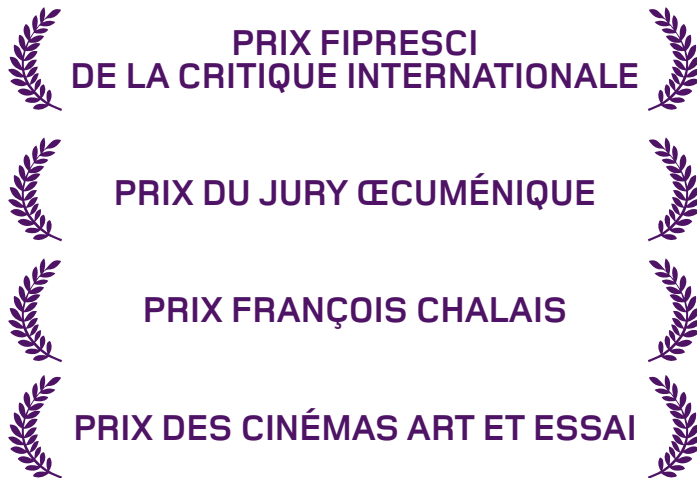 PRIX FIPRESCI
DE LA CRITIQUE INTERNATIONALE
PRIX DU JURY ŒCUMÉNIQUE
PRIX FRANÇOIS CHALAIS
PRIX DES CINÉMAS ART ET ESSAI